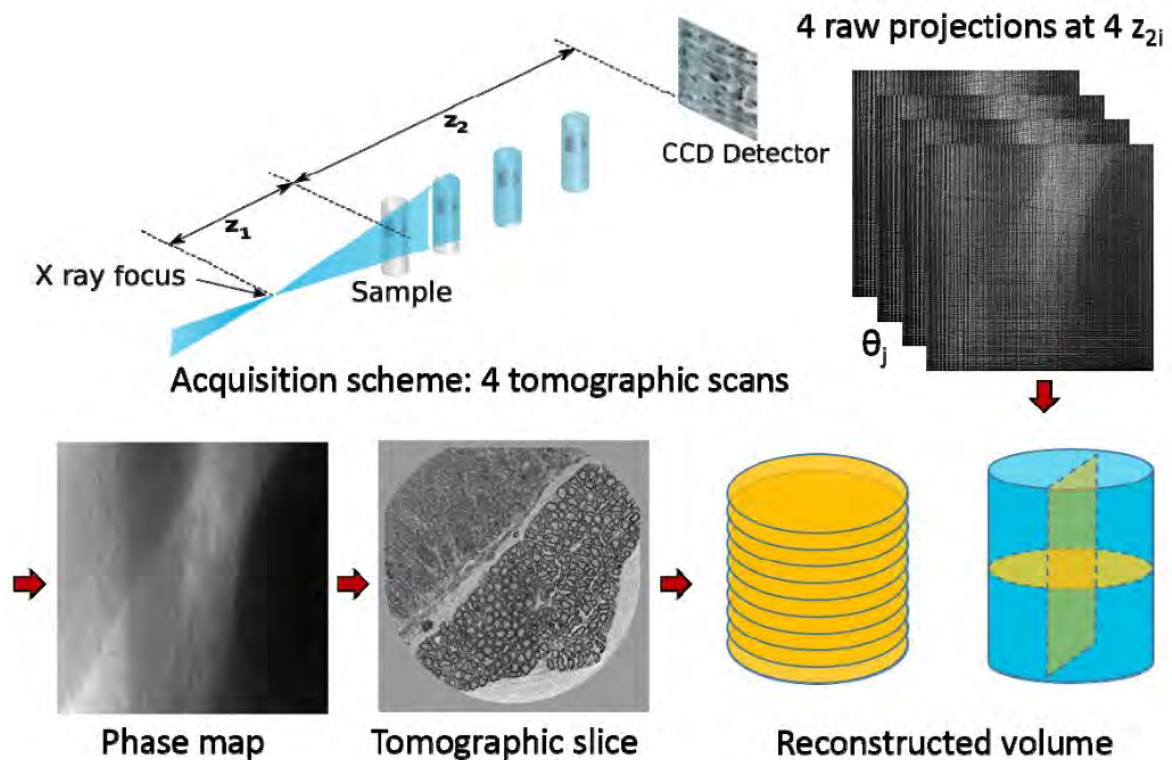 4 raw projections at 4 z2i
z2
CCD Detector
z1
X ray focus
Sample
θj
Acquisition scheme: 4 tomographic scans
Phase map
Tomographic slice
Reconstructed volume